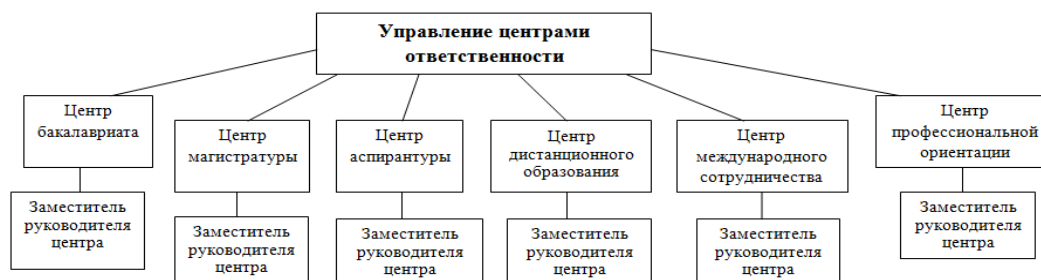 Управление центрами
ответственности
Центр
бакалавриата
Центр
магистратуры
Центр
аспирантуры
Центр
дистанционного
образования
Центр
международного
сотрудничества
Центр
профессиональной
ориентации
Заместитель
руководителя
центра
Заместитель
руководителя
центра
Заместитель
руководителя
центра
Заместитель
руководителя
центра
Заместитель
руководителя
центра
Заместитель
руководителя
центра